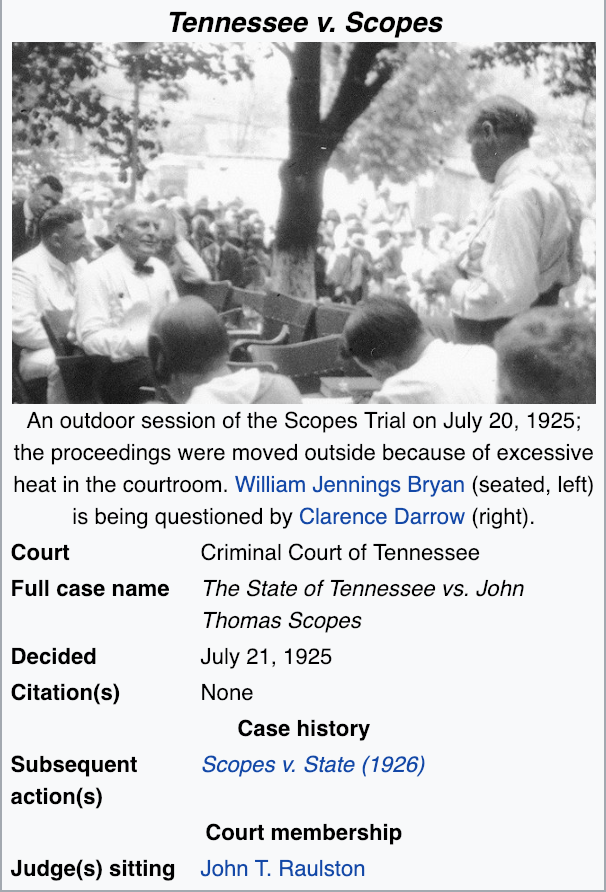 Tennessee v. Scopes
An outdoor session of the Scopes Trial on July 20, 1925;
the proceedings were moved outside because of excessive
heat in the courtroom. William Jennings Bryan (seated, left)
is being questioned by Clarence Darrow (right).
Court Criminal Court of Tennessee
Full case name The State of Tennessee vs. John
Thomas Scopes
Decided July 21, 1925
Citation(s) None
Case history
Subsequent Scopes v. State (1926)
action(s)
Court membership
Judge(s) sitting John T. Raulston